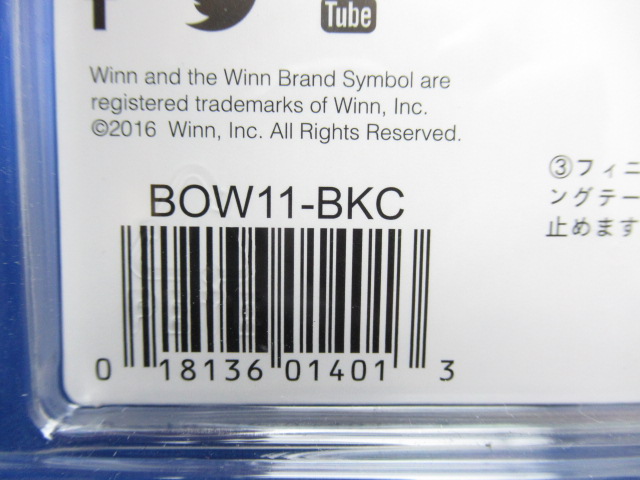 Tube
Winn and the Winn Brand Symbol are
registered trademarks of Winn, Inc.
©2016 Winn, Inc. All Rights Reserved.
③フィニ
ングテー
止めます
BOW11-BKC
0 18136 01401 3